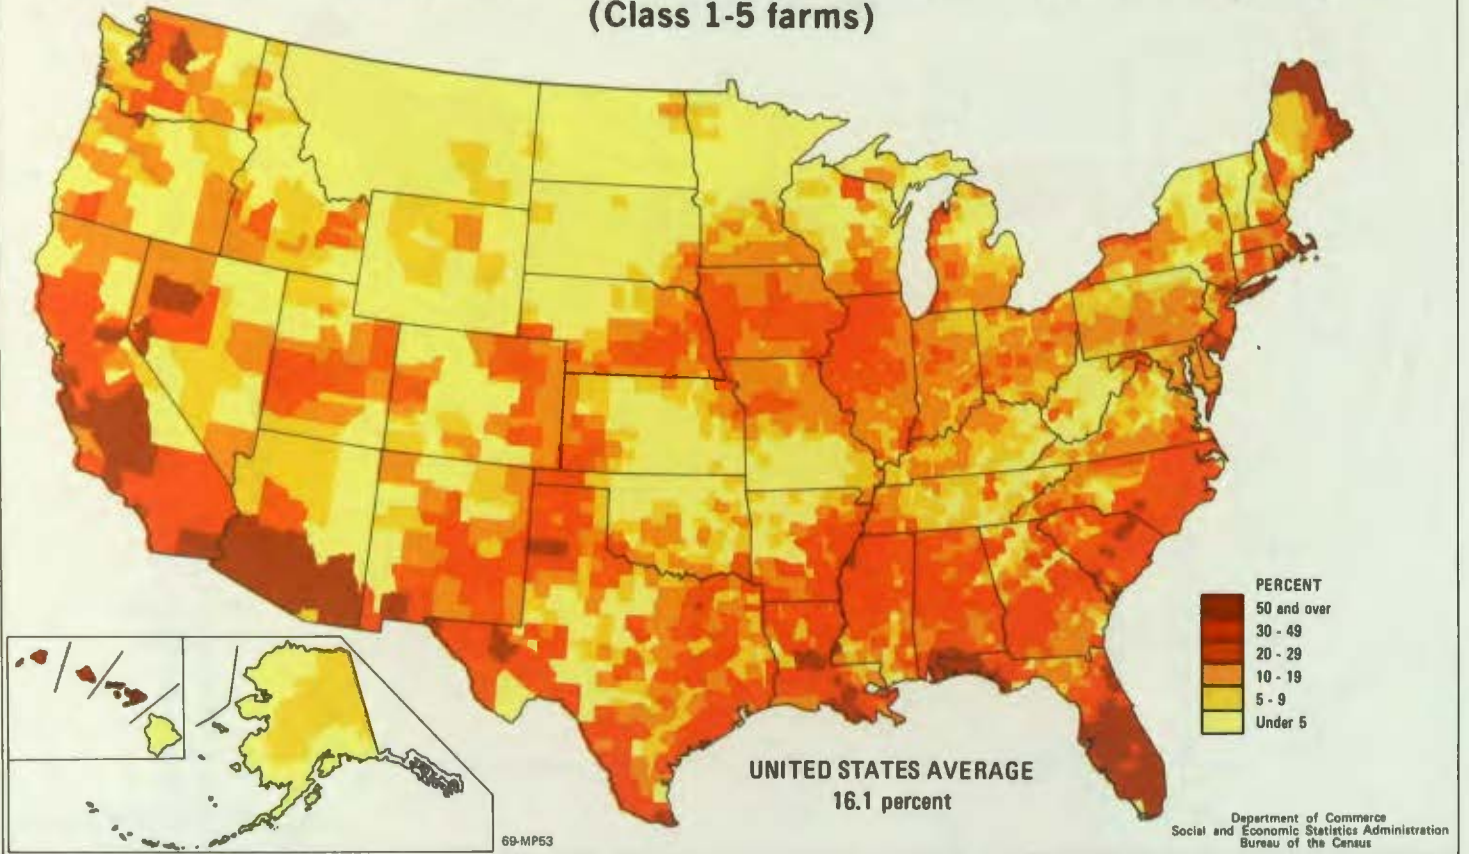 (Class 1-5 farms)
PERCENT
50 and over
30 - 49
20 - 29
10 - 19
5 - 9
Under 5
UNITED STATES AVERAGE
16.1 percent
69-MP53
Department of Commerce
Social and Economic Statistics Administration
Bureau of the Census